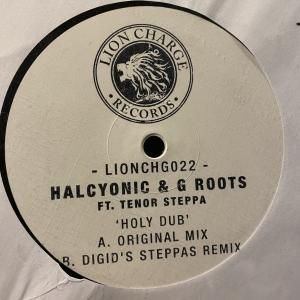 LION CHARGE
• RECORDS •
- LIONCHG022 -
HALCYONIC & G ROOTS
FT. TENOR STEPPA
'HOLY DUB'
A. ORIGINAL MIX
B. DIGID'S STEPPAS REMIX